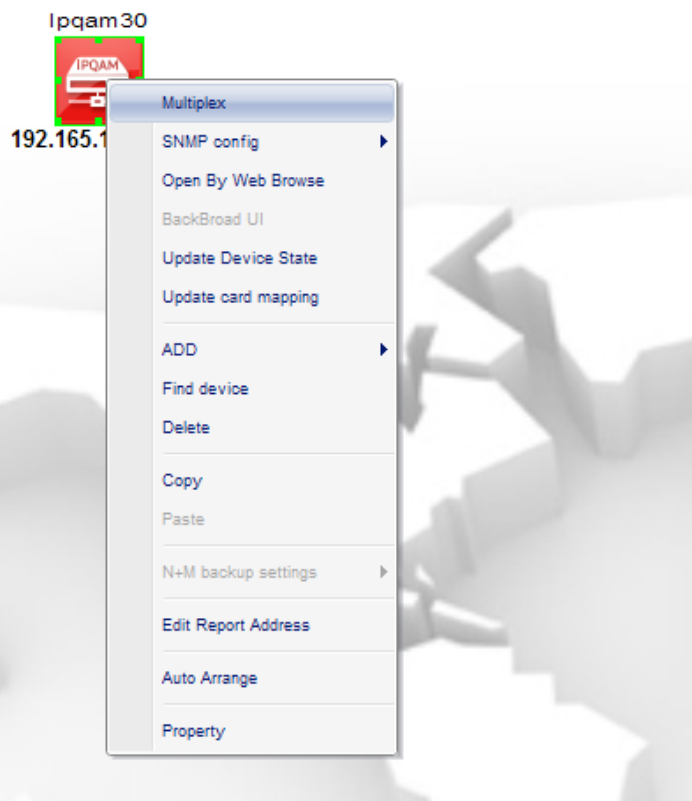 Ipqam30
IPQAM
192.165.1
Multiplex
SNMP config
Open By Web Browse
BackBroad UI
Update Device State
Update card mapping
ADD
Find device
Delete
Copy
Paste
N+M backup settings
Edit Report Address
Auto Arrange
Property